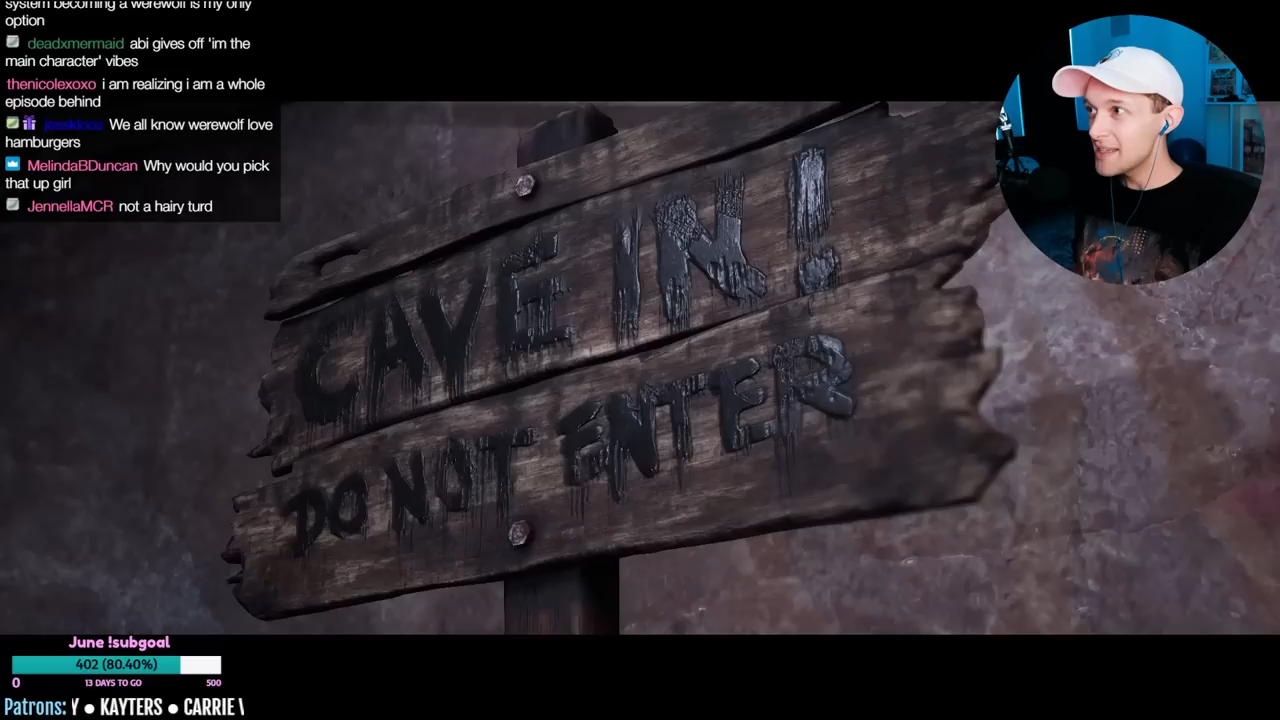 system becoming a werewolf is my only
option
deadxmermaid abi gives off 'im the
main character' vibes
thenicolexoxo i am realizing i am a whole
episode behind
We all know werewolf love
hamburgers
MelindaBDuncan Why would you pick
that up girl
JennellaMCR not a hairy turd
CAVE IN!
DO NOT ENTER
June !subgoal
402 (80.40%)
0 13 DAYS TO GO 500
Patrons: Y ● KAYTERS ● CARRIE